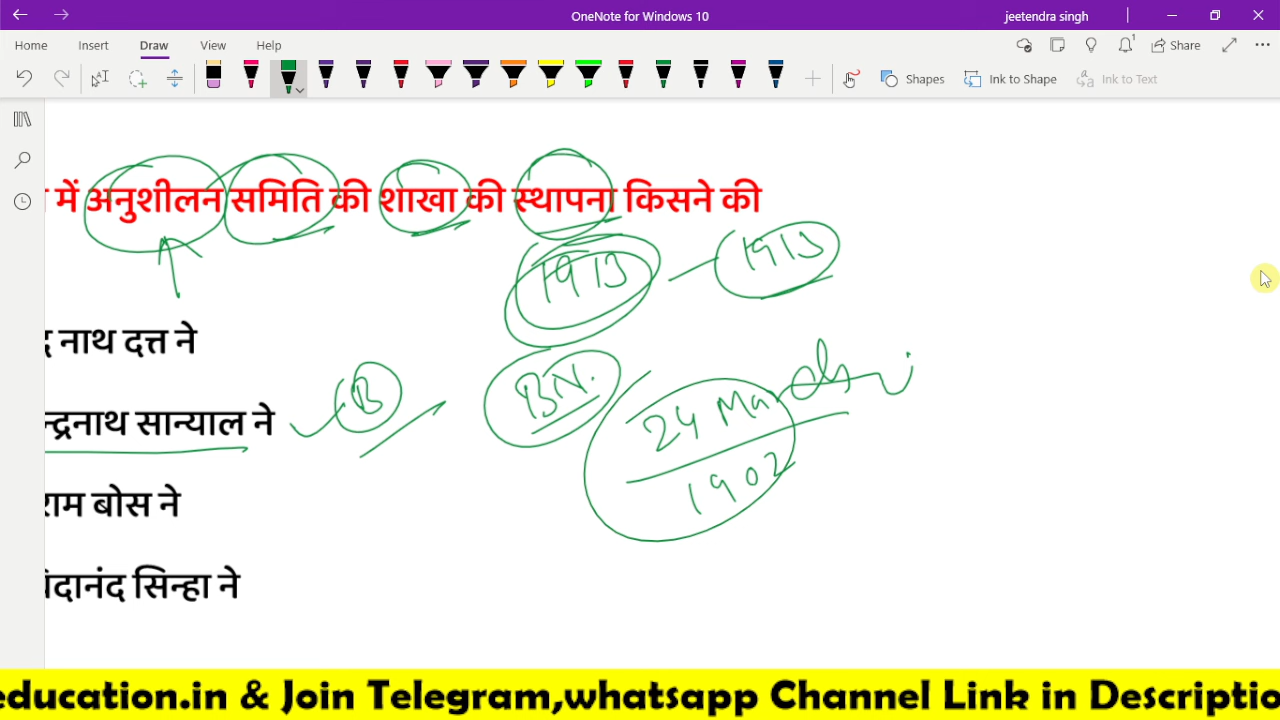 OneNote for Windows 10
jeetendra singh
Home Insert Draw View Help
Share
Shapes
Ink to Shape
Ink to Text
में अनुशीलन समिति की शाखा की स्थापना किसने की
1913 - 1913
नाथ दत्त ने
B
BN.
24 March
1902
न्द्रनाथ सान्याल ने
राम बोस ने
दानंद सिन्हा ने
education.in & Join Telegram,whatsapp Channel Link in Descriptio